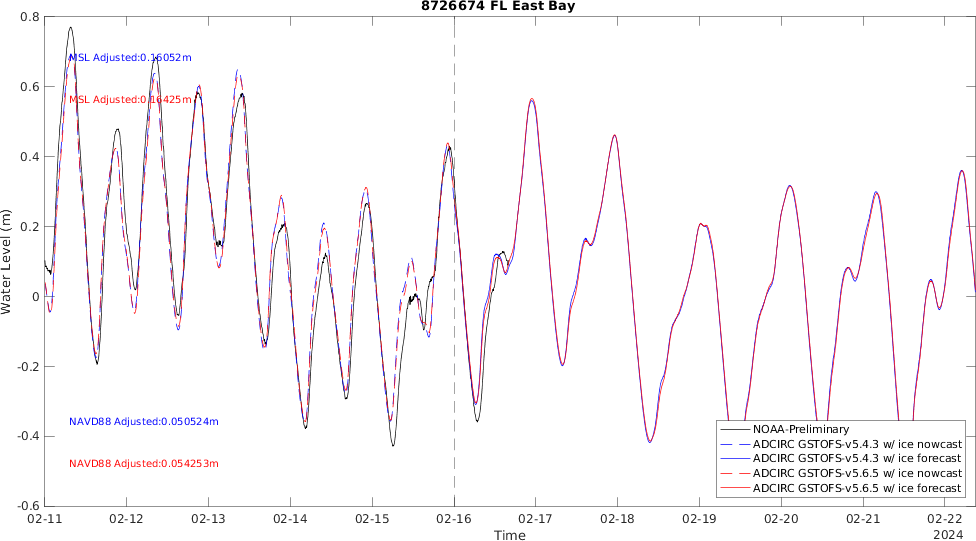 8726674 FL East Bay
0.8
0.6
0.4
0.2
0
-0.2
-0.4
-0.6
Water Level (m)
MSL Adjusted:0.16052m
MSL Adjusted:0.16425m
NAVD88 Adjusted:0.050524m
NAVD88 Adjusted:0.054253m
NOAA-Preliminary
ADCIRC GSTOFS-v5.4.3 w/ ice nowcast
ADCIRC GSTOFS-v5.4.3 w/ ice forecast
ADCIRC GSTOFS-v5.6.5 w/ ice nowcast
ADCIRC GSTOFS-v5.6.5 w/ ice forecast
02-11 02-12 02-13 02-14 02-15 02-16 02-17 02-18 02-19 02-20 02-21 02-22
2024
Time